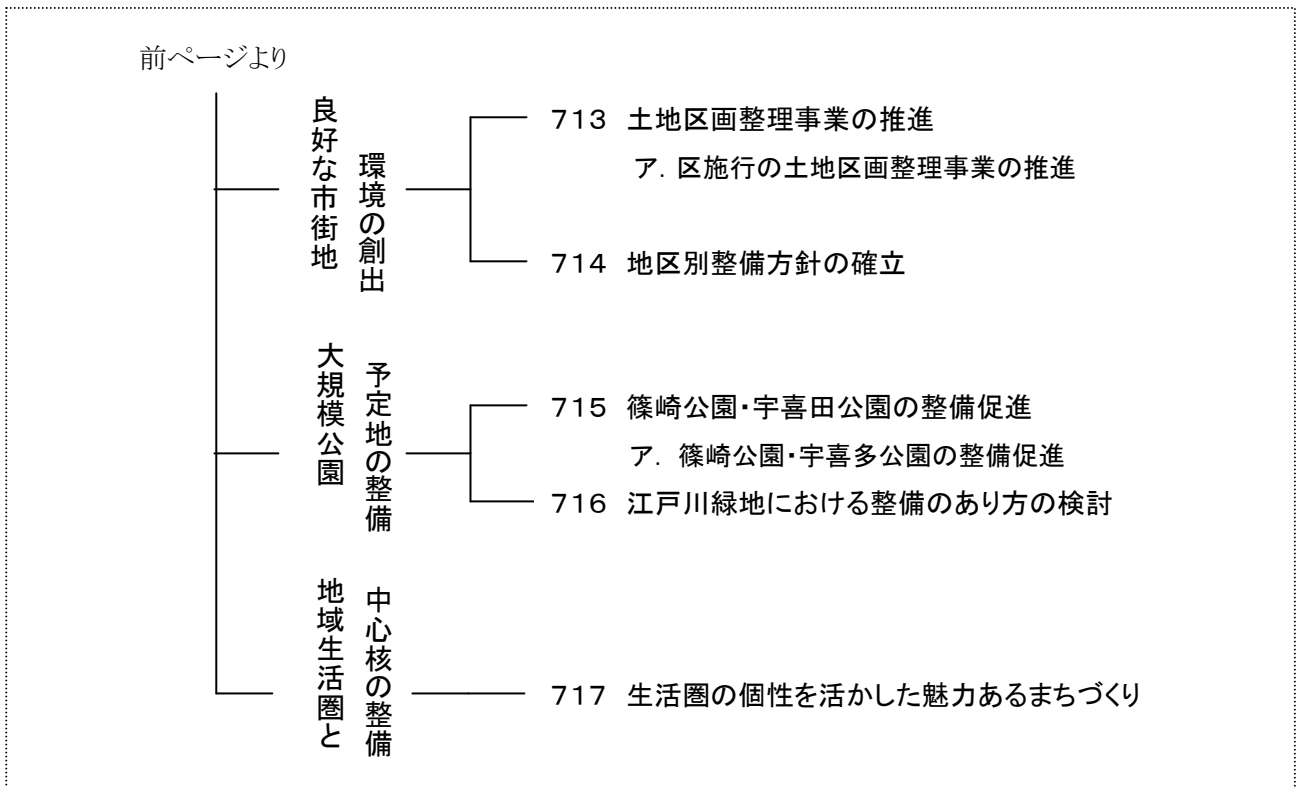 前ページより
良好な市街地
環境の創出
713 土地区画整理事業の推進
ア．区施行の土地区画整理事業の推進
714 地区別整備方針の確立
大規模公園
予定地の整備
715 篠崎公園・宇喜田公園の整備促進
ア．篠崎公園・宇喜多公園の整備促進
716 江戸川緑地における整備のあり方の検討
地域生活圏と
中心核の整備
717 生活圏の個性を活かした魅力あるまちづくり